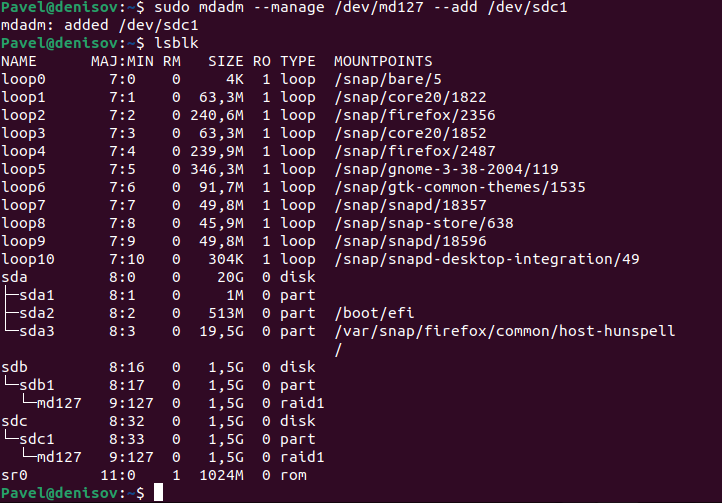 Pavel@denisov:~$ sudo mdadm --manage /dev/md127 --add /dev/sdc1
mdadm: added /dev/sdc1
Pavel@denisov:~$ lsblk
NAME      MAJ:MIN RM   SIZE RO TYPE  MOUNTPOINTS
loop0       7:0    0     4K  1 loop  /snap/bare/5
loop1       7:1    0  63,3M  1 loop  /snap/core20/1822
loop2       7:2    0 240,6M  1 loop  /snap/firefox/2356
loop3       7:3    0  63,3M  1 loop  /snap/core20/1852
loop4       7:4    0 239,9M  1 loop  /snap/firefox/2487
loop5       7:5    0 346,3M  1 loop  /snap/gnome-3-38-2004/119
loop6       7:6    0  91,7M  1 loop  /snap/gtk-common-themes/1535
loop7       7:7    0  49,8M  1 loop  /snap/snapd/18357
loop8       7:8    0  45,9M  1 loop  /snap/snap-store/638
loop9       7:9    0  49,8M  1 loop  /snap/snapd/18596
loop10      7:10   0   304K  1 loop  /snap/snapd-desktop-integration/49
sda         8:0    0    20G  0 disk
├─sda1      8:1    0     1M  0 part
├─sda2      8:2    0   513M  0 part  /boot/efi
└─sda3      8:3    0  19,5G  0 part  /var/snap/firefox/common/host-hunspell
                                     /
sdb         8:16   0   1,5G  0 disk
└─sdb1      8:17   0   1,5G  0 part
  └─md127   9:127  0   1,5G  0 raid1
sdc         8:32   0   1,5G  0 disk
└─sdc1      8:33   0   1,5G  0 part
  └─md127   9:127  0   1,5G  0 raid1
sr0        11:0    1  1024M  0 rom
Pavel@denisov:~$